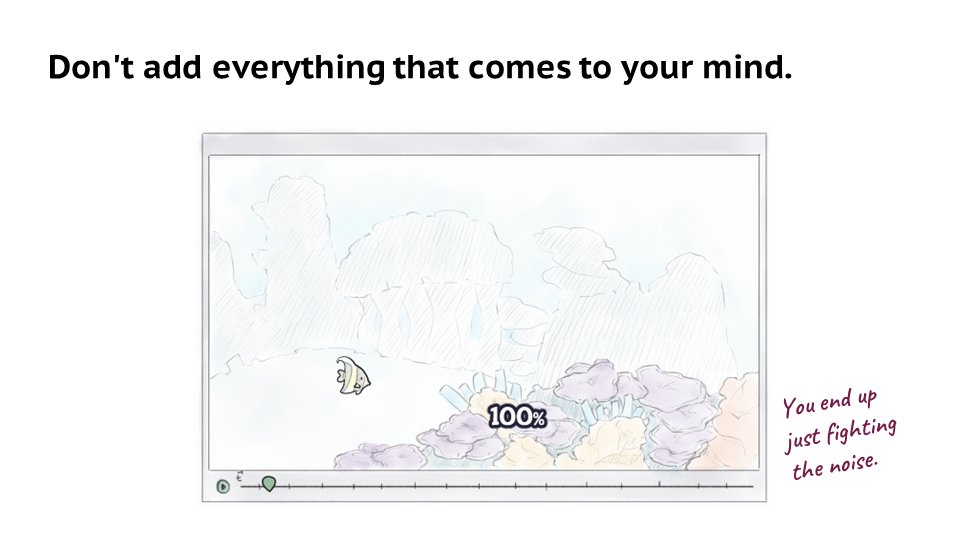 Don't add everything that comes to your mind.
100%
You end up
just fighting
the noise.
t